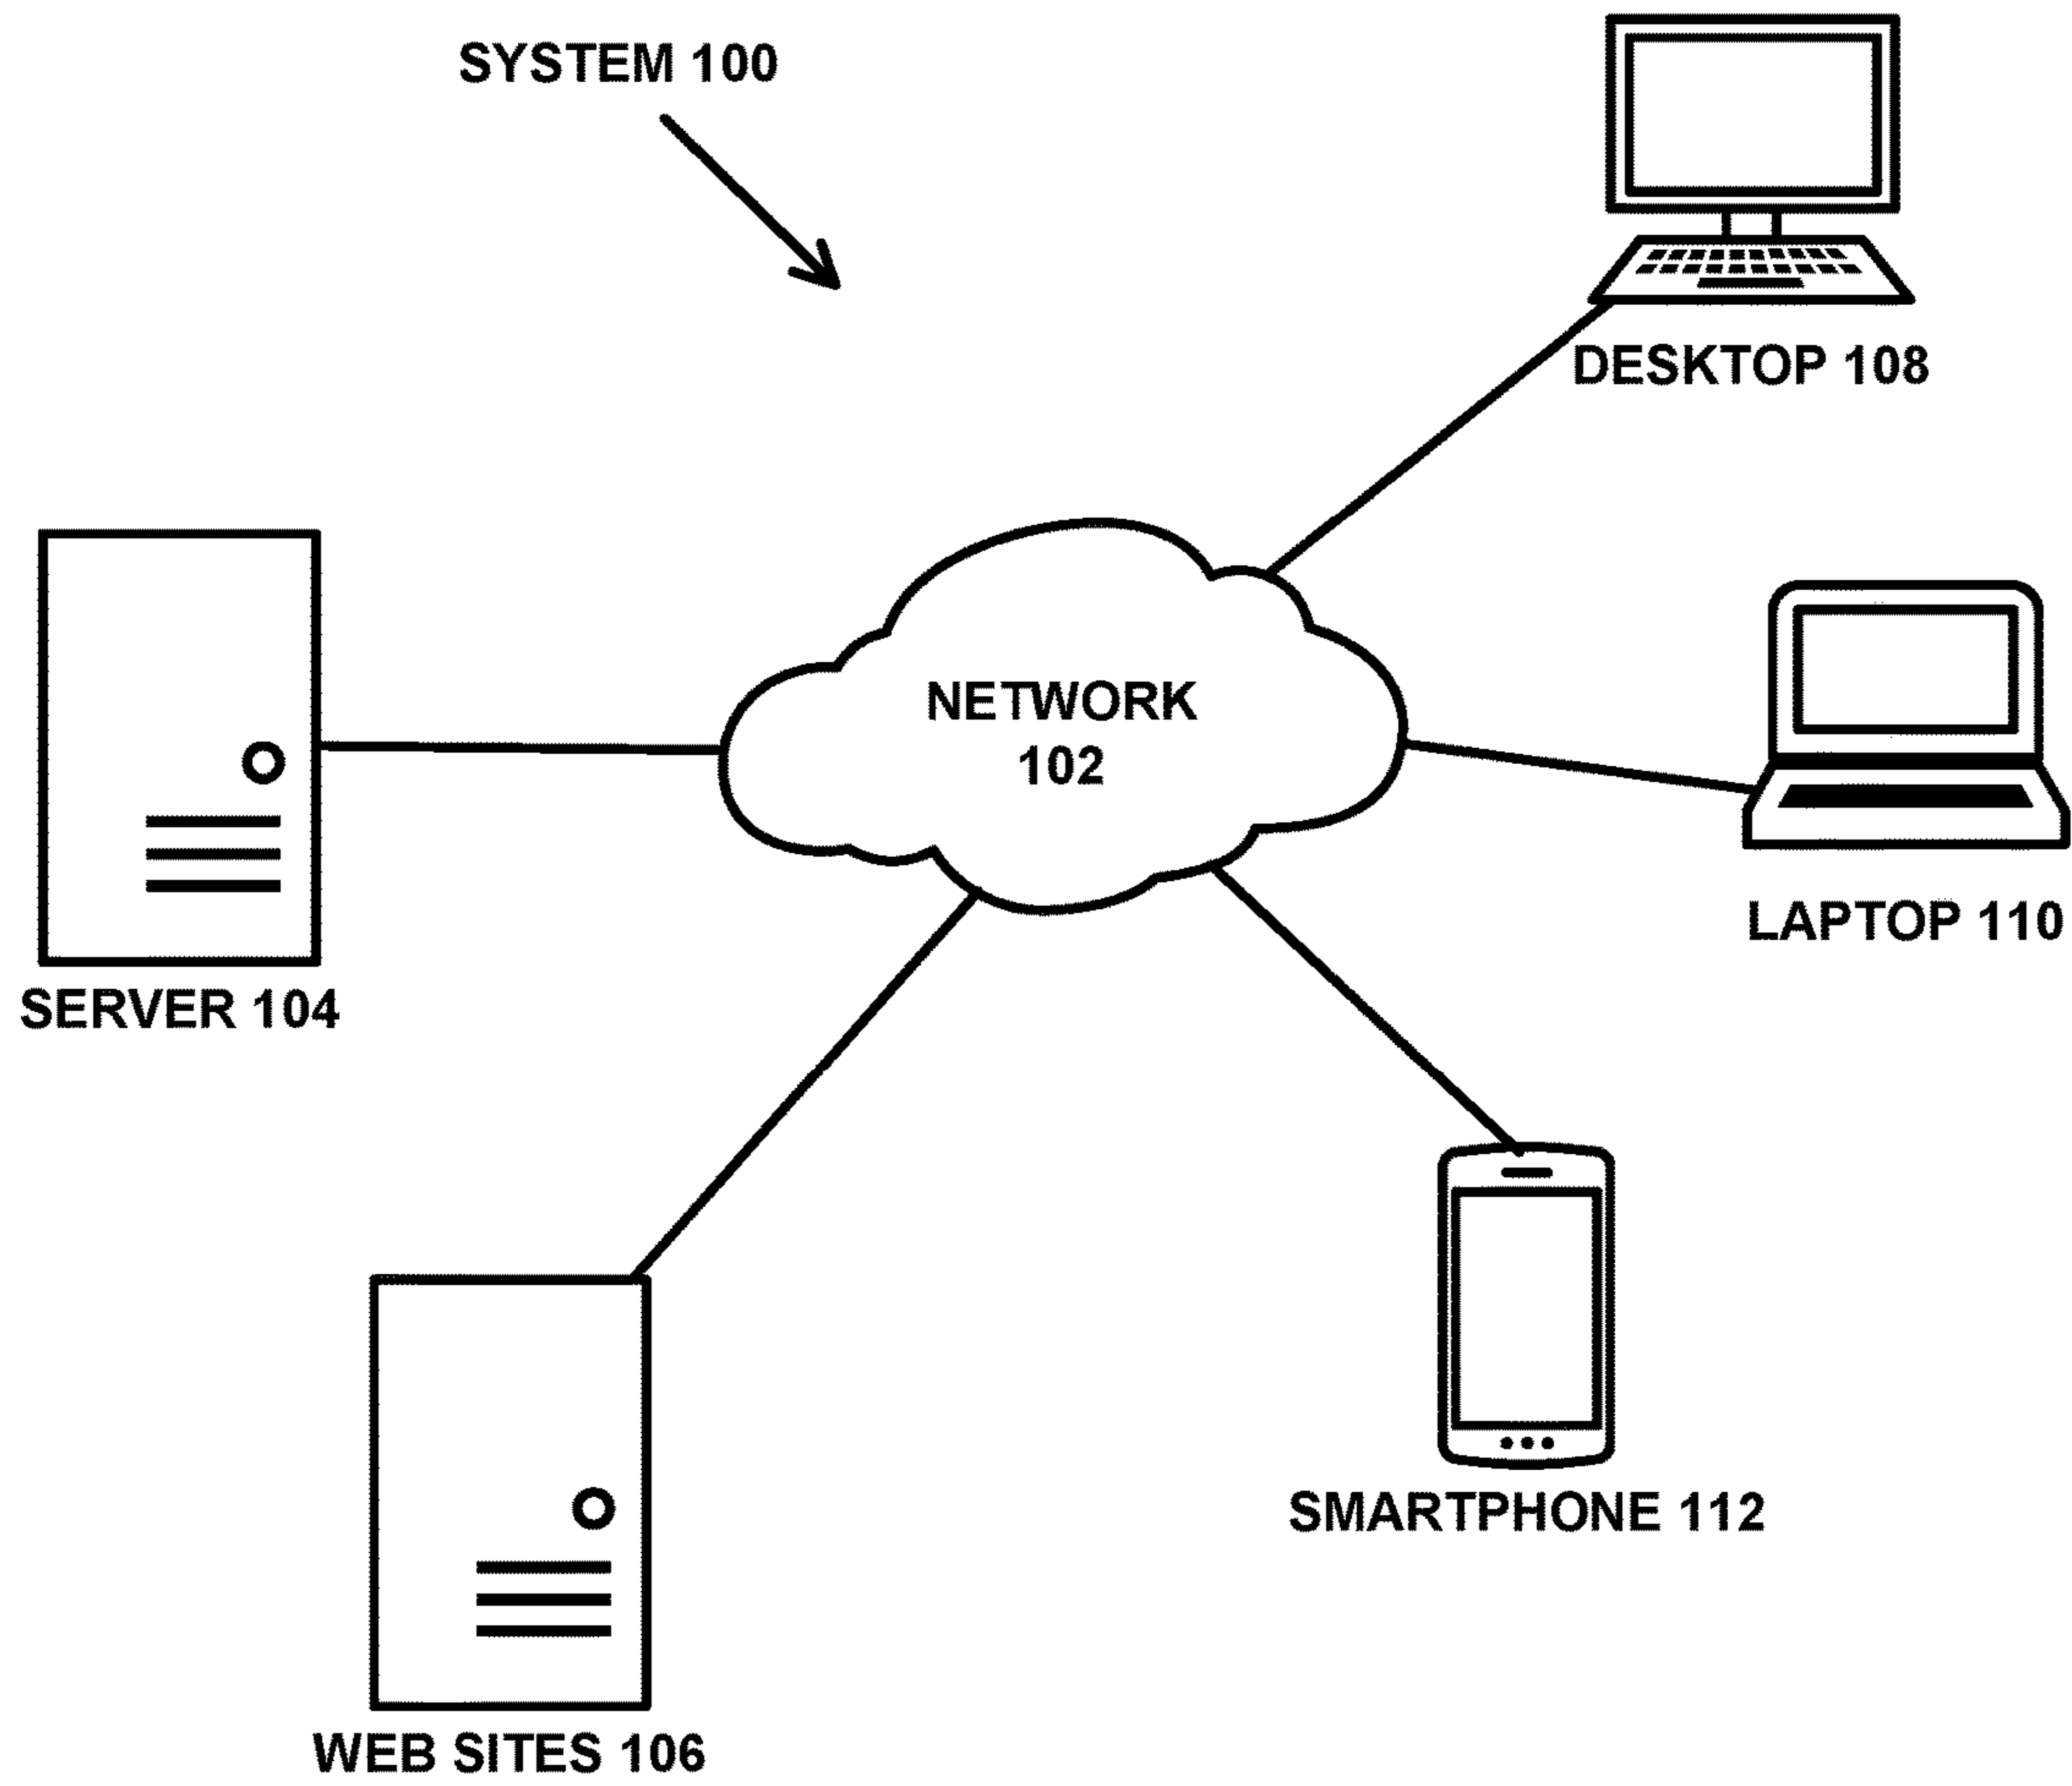 SYSTEM 100
DESKTOP 108
NETWORK
102
LAPTOP 110
SERVER 104
SMARTPHONE 112
WEB SITES 106